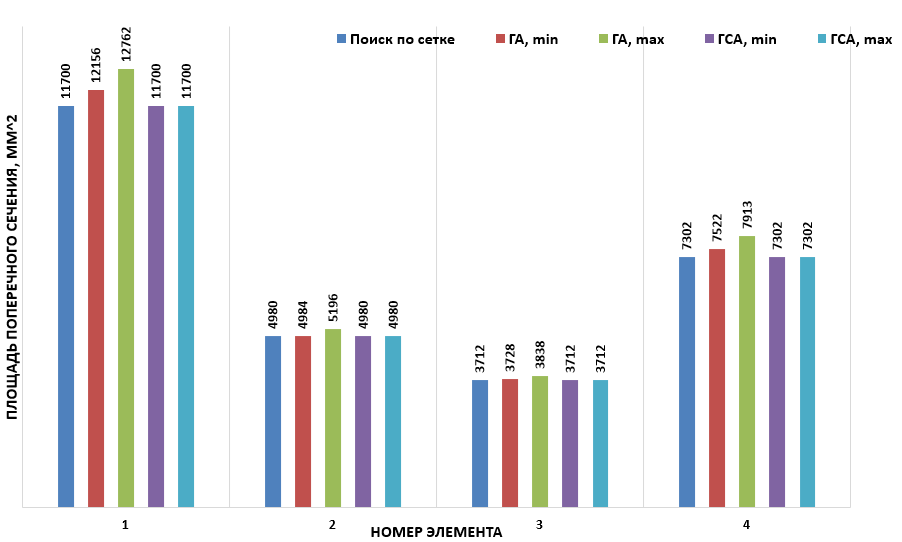 Поиск по сетке ГА, min ГА, max ГСА, min ГСА, max
ПЛОЩАДЬ ПОПЕРЕЧНОГО СЕЧЕНИЯ, ММ^2
11700 12156 12762 11700 11700
4980 4984 5196 4980 4980
3712 3728 3838 3712 3712
7302 7522 7913 7302 7302
1 2 3 4
НОМЕР ЭЛЕМЕНТА